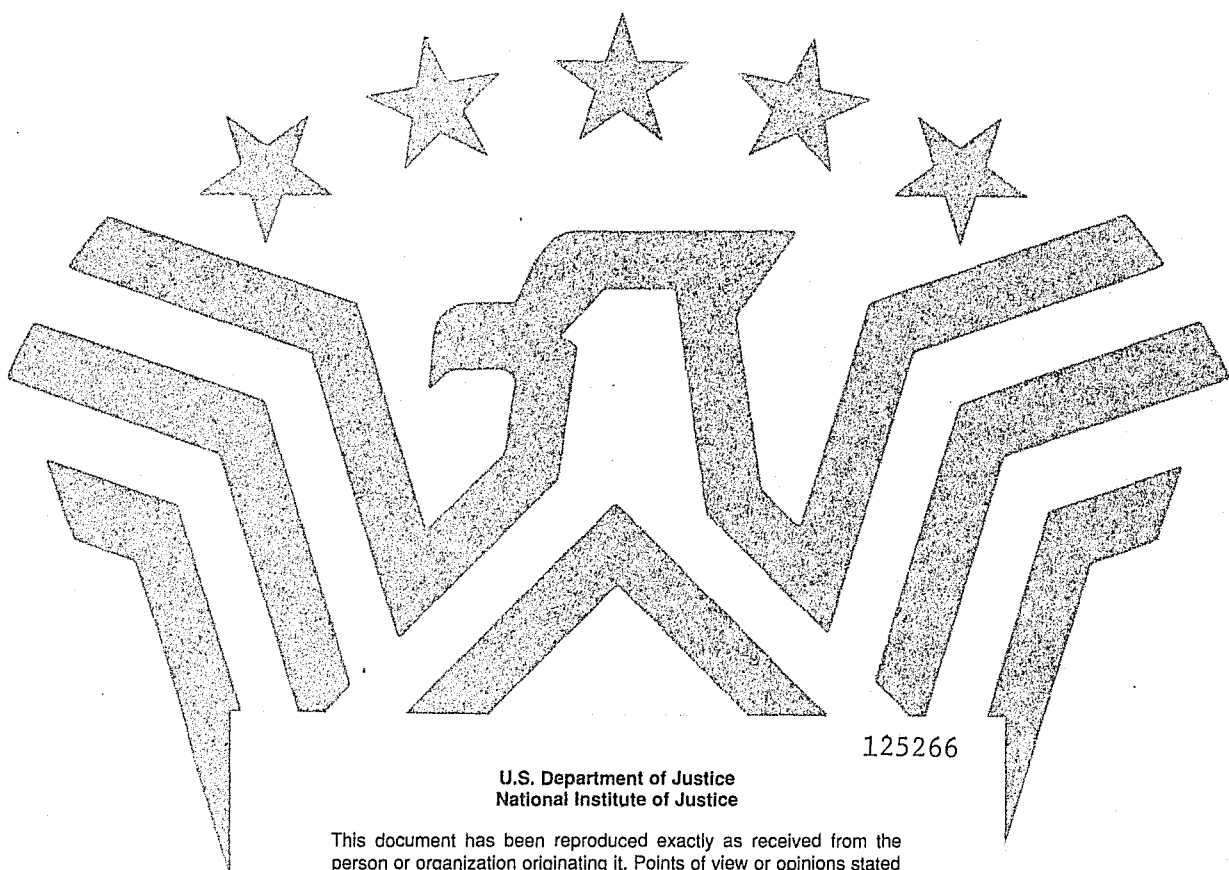 125266
U.S. Department of Justice
National Institute of Justice
This document has been reproduced exactly as received from the
person or organization originating it. Points of view or opinions stated